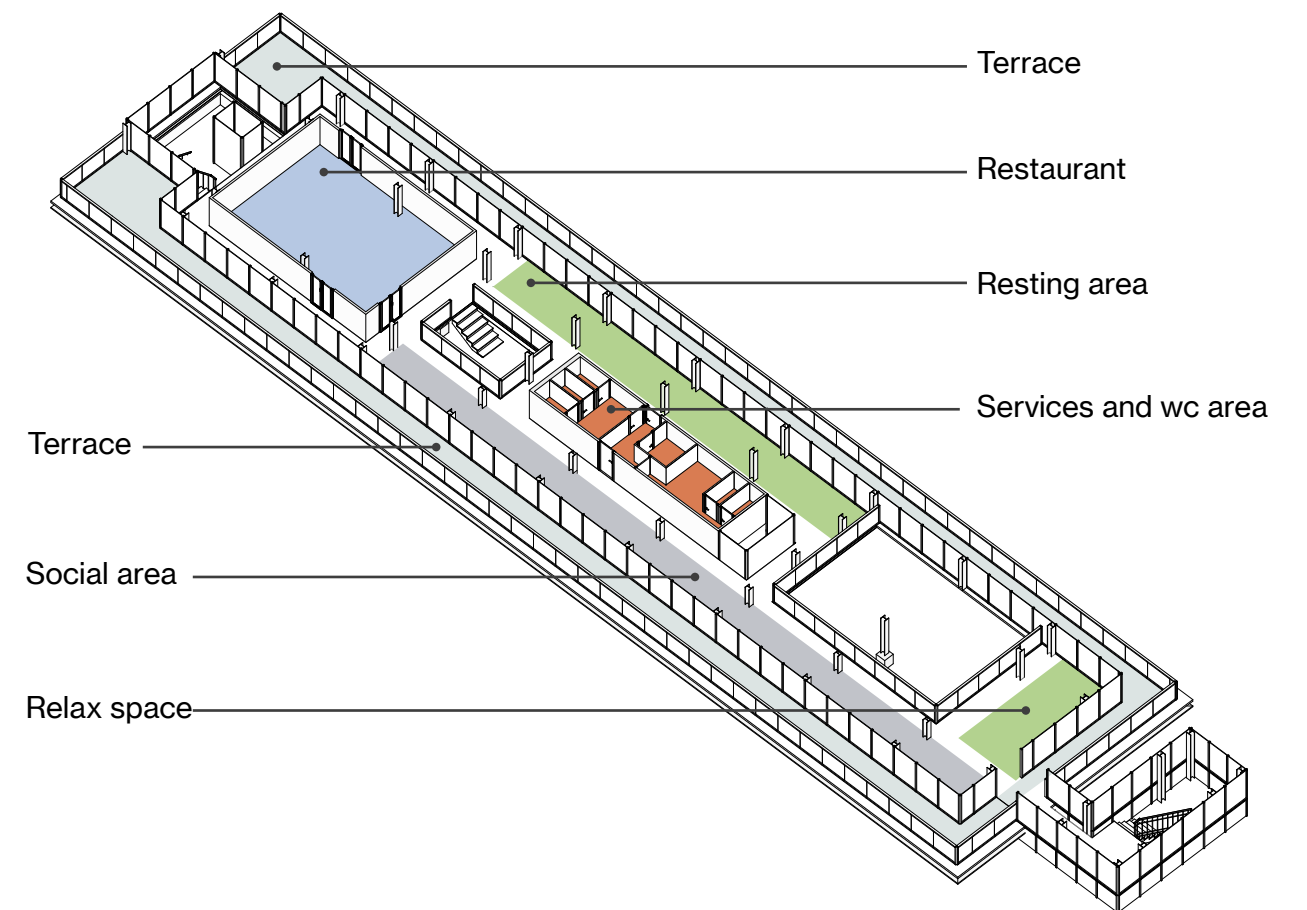 Terrace
Restaurant
Resting area
Services and wc area
Terrace
Social area
Relax space